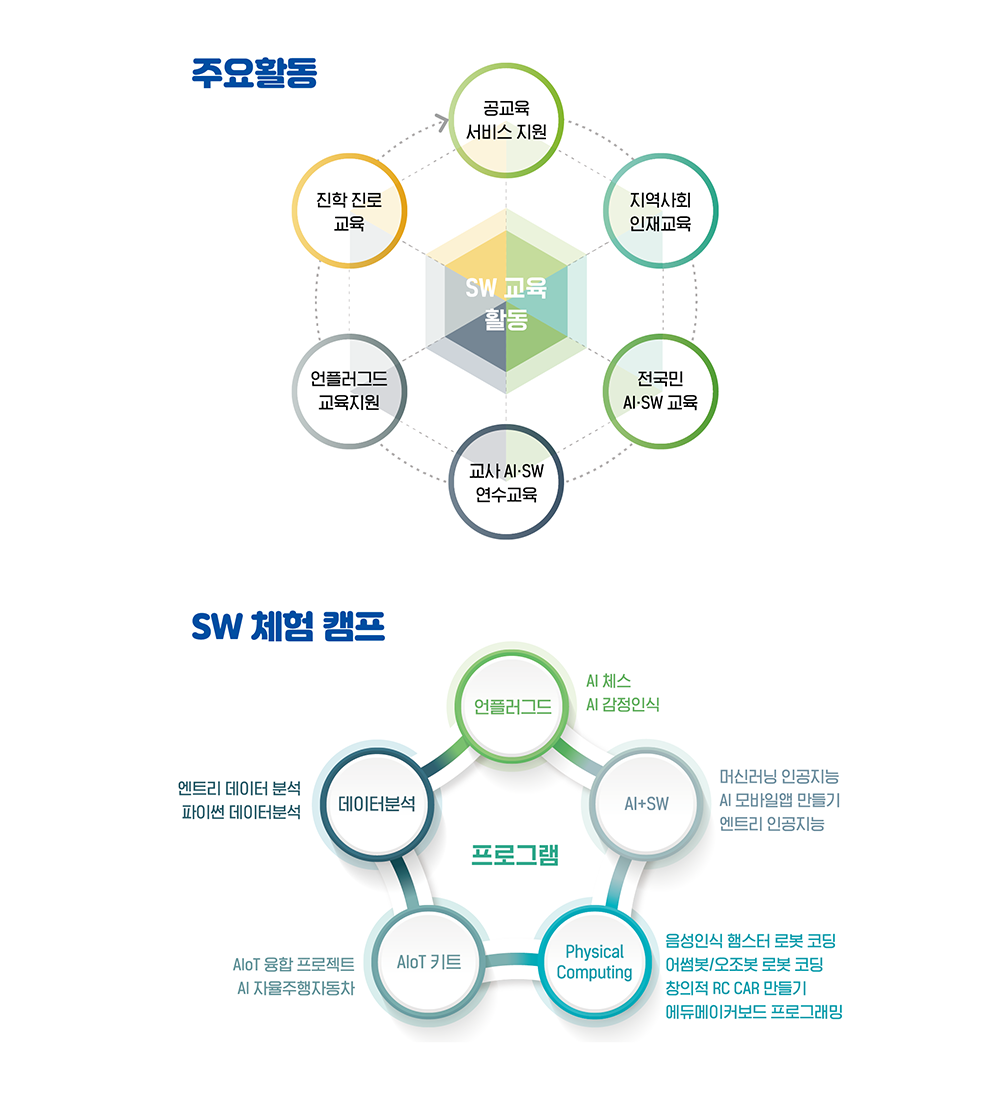 주요활동
공교육
서비스 지원
지역사회
인재교육
전국민
AI·SW 교육
교사 AI·SW
연수교육
언플러그드
교육지원
진학 진로
교육
SW 교육
활동
SW 체험 캠프
언플러그드
AI 체스
AI 감정인식
AI+SW
머신러닝 인공지능
AI 모바일앱 만들기
엔트리 인공지능
Physical
Computing
음성인식 햄스터 로봇 코딩
어썸봇/오조봇 로봇 코딩
창의적 RC CAR 만들기
에듀메이커보드 프로그래밍
AIoT 키트
AIoT 융합 프로젝트
AI 자율주행자동차
데이터분석
엔트리 데이터 분석
파이썬 데이터분석
프로그램